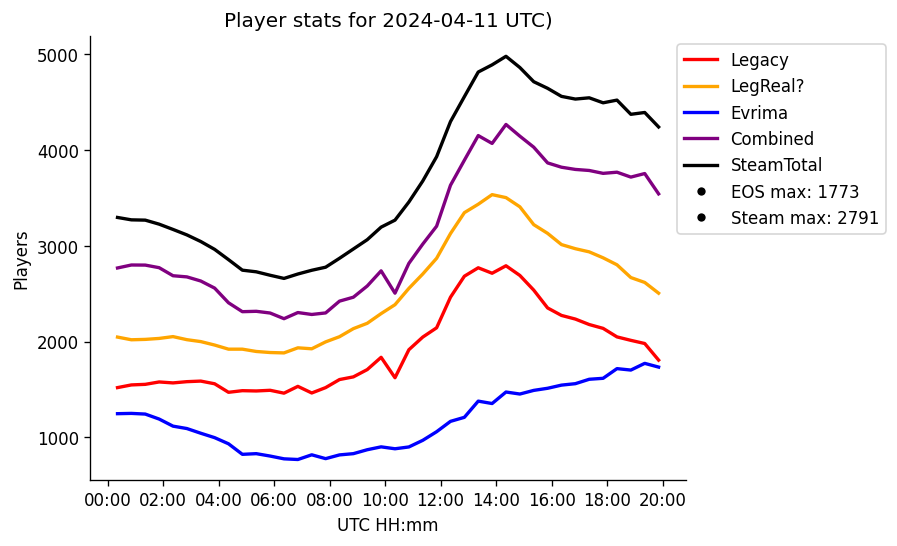 Player stats for 2024-04-11 UTC)
5000
4000
3000
2000
1000
Players
00:00 02:00 04:00 06:00 08:00 10:00 12:00 14:00 16:00 18:00 20:00
UTC HH:mm
Legacy
LegReal?
Evrima
Combined
SteamTotal
EOS max: 1773
Steam max: 2791